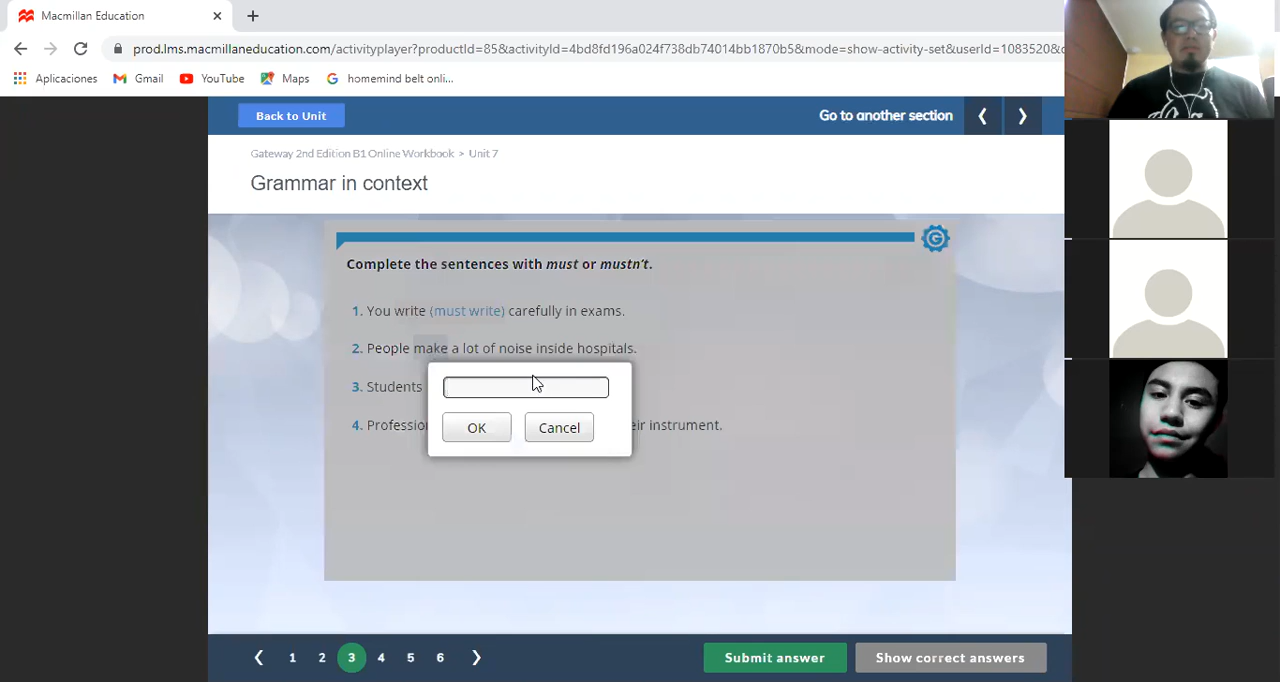 Macmillan Education
prod.lms.macmillaneducation.com/activityplayer?productId=85&activityId=4bd8fd196a024f738db74014bb1870b5&mode=show-activity-set&userId=1083520&c
Aplicaciones Gmail YouTube Maps homemind belt onli...
Back to Unit Go to another section
Gateway 2nd Edition B1 Online Workbook > Unit 7
Grammar in context
G
Complete the sentences with must or mustn't.
1. You write (must write) carefully in exams.
2. People make a lot of noise inside hospitals.
3. Students
4. Professio eir instrument.
OK Cancel
1 2 3 4 5 6 Submit answer Show correct answers